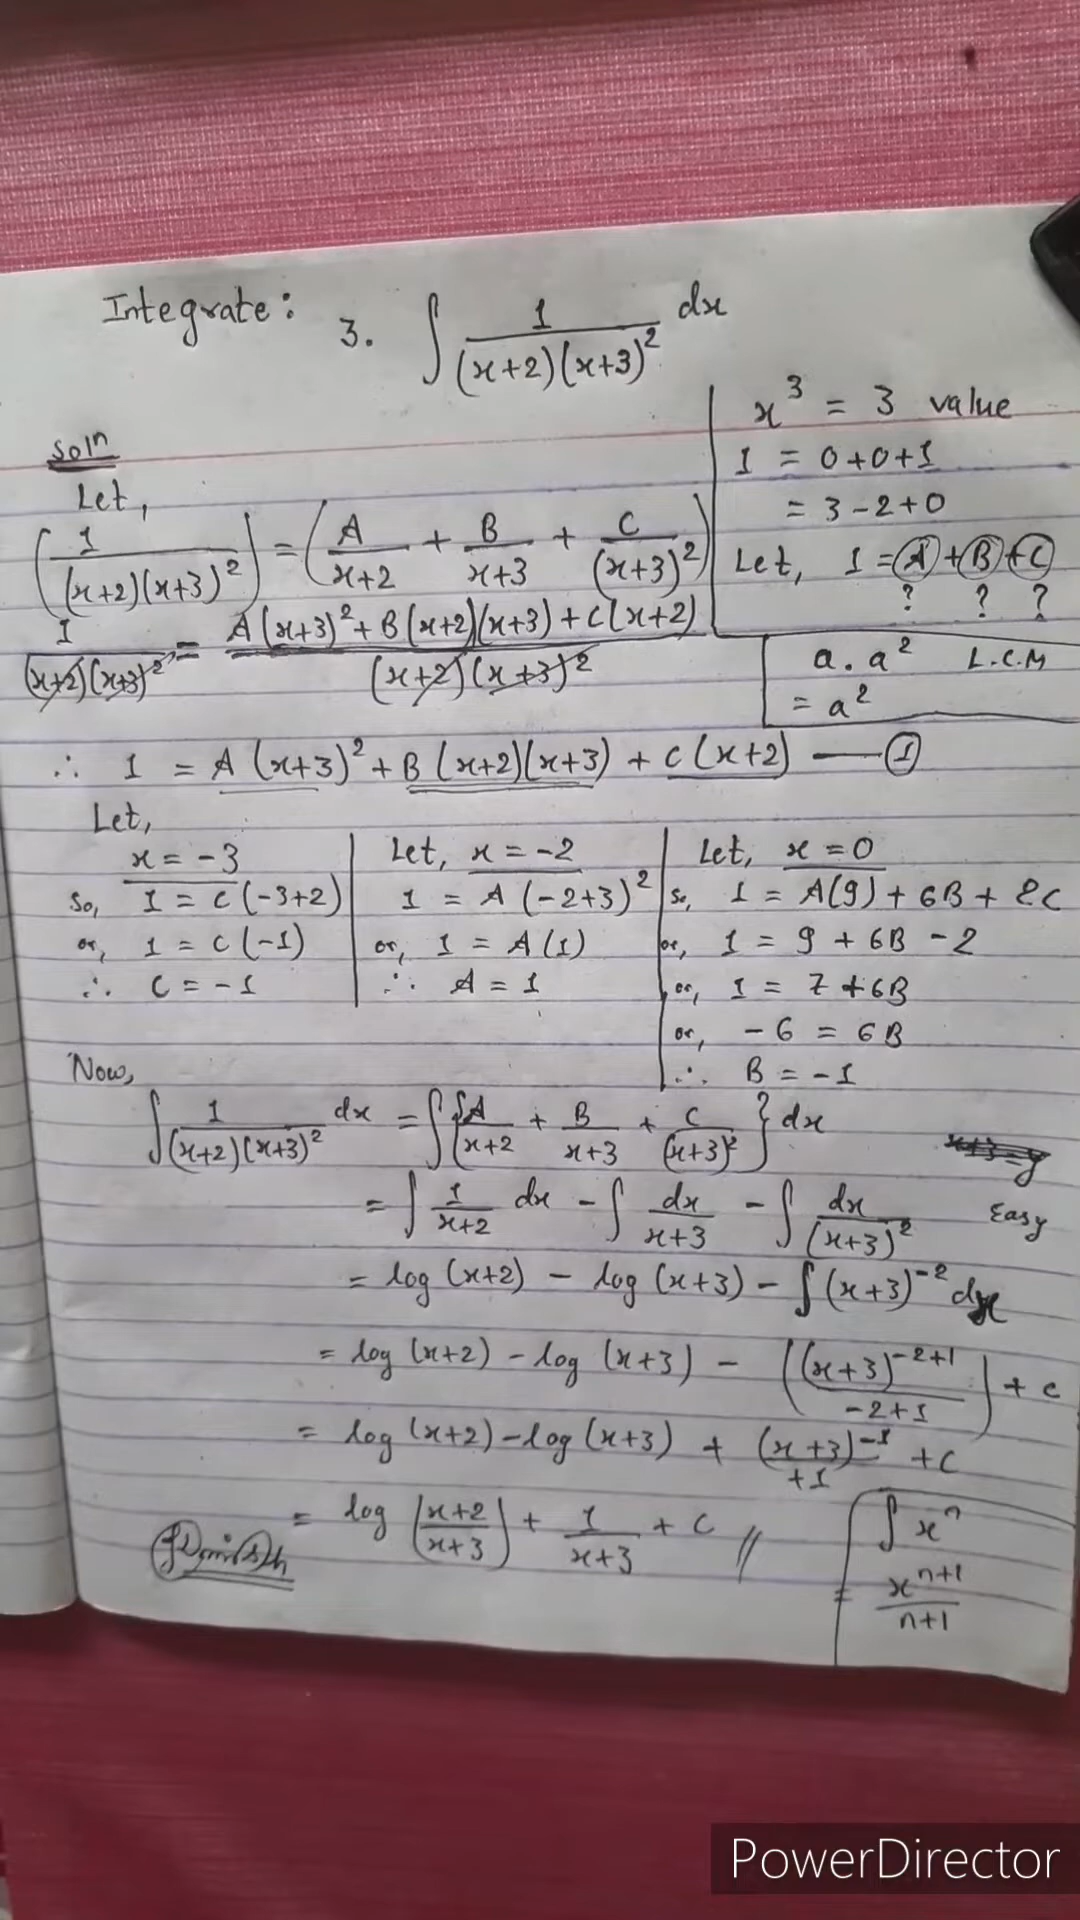 Integrate: 3. ∫ 1/((x+2)(x+3)²) dx
x³ = 3 value
1 = 0+0+1
= 3-2+0
Let, 1 = A + B + C
? ? ?
a. a² L.C.M
= a²
Solⁿ
Let,
(1/((x+2)(x+3)²)) = (A/(x+2) + B/(x+3) + C/(x+3)²)
1/((x+2)(x+3)²) = (A(x+3)²+B(x+2)(x+3)+C(x+2))/((x+2)(x+3)²)
∴ 1 = A(x+3)²+B(x+2)(x+3)+C(x+2) — ①
Let,
x = -3
So, 1 = C(-3+2)
or, 1 = C(-1)
∴ C = -1
Let, x = -2
1 = A(-2+3)²
or, 1 = A(1)
∴ A = 1
Let, x = 0
So, 1 = A(9) + 6B + 2C
or, 1 = 9 + 6B - 2
or, 1 = 7 + 6B
or, -6 = 6B
∴ B = -1
Now,
∫ 1/((x+2)(x+3)²) dx = ∫{A/(x+2) + B/(x+3) + C/(x+3)²} dx
= ∫ 1/(x+2) dx - ∫ dx/(x+3) - ∫ dx/(x+3)² Easy
= log(x+2) - log(x+3) - ∫(x+3)⁻² dx
= log(x+2) - log(x+3) - ((x+3)⁻²⁺¹/(-2+1)) + c
= log(x+2) - log(x+3) + (x+3)⁻¹/+1 + C
= log((x+2)/(x+3)) + 1/(x+3) + C //
∫xⁿ
= xⁿ⁺¹/(n+1)
PowerDirector